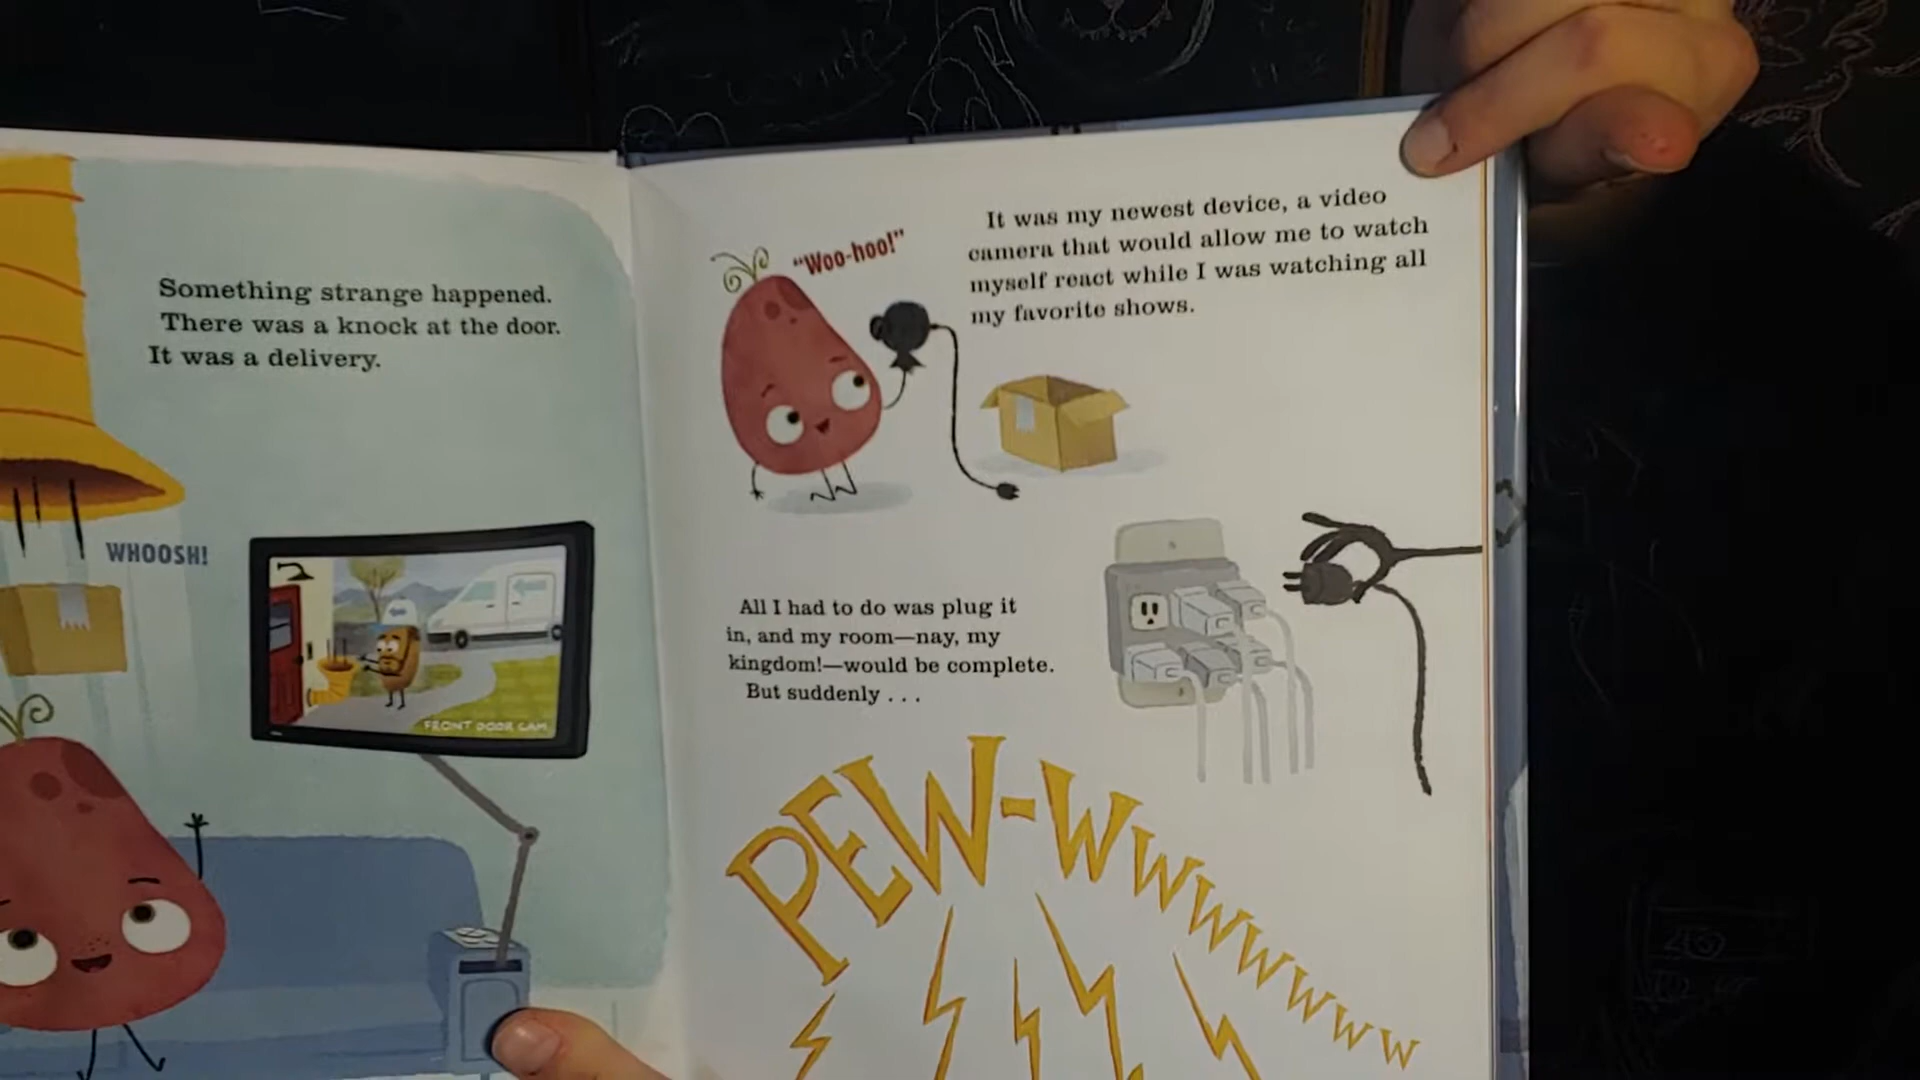 Something strange happened.
There was a knock at the door.
It was a delivery.
WHOOSH!
FRONT DOOR CAM
"Woo-hoo!"
It was my newest device, a video
camera that would allow me to watch
myself react while I was watching all
my favorite shows.
All I had to do was plug it
in, and my room—nay, my
kingdom!—would be complete.
But suddenly . . .
PEW-WWWWWWWWW